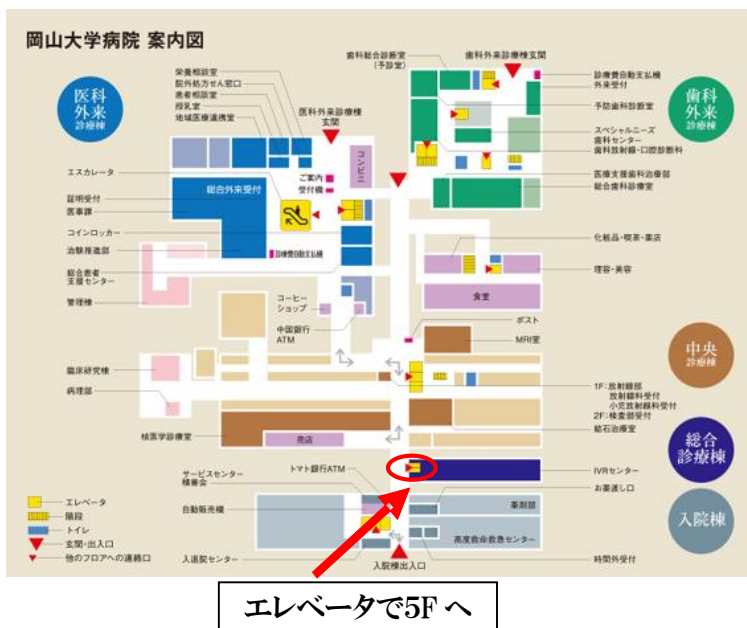 岡山大学病院 案内図
医科
外来
診療棟
栄養相談室
院外処方せん窓口
患者相談室
授乳室
地域医療連携室
医科外来診療棟
玄関
歯科総合診断室
(予診室)
歯科外来診療棟玄関
診療費自動支払機
外来受付
予防歯科診断室
スペシャルニーズ
歯科センター
歯科放射線・口腔診断科
医療支援歯科治療部
総合歯科診療室
歯科
外来
診療棟
エスカレータ
証明受付
医事課
コインロッカー
治験推進部
総合患者
支援センター
管理棟
総合外来受付
ご案内
受付機
コンビニ
診療費自動支払機
コーヒー
ショップ
中国銀行
ATM
化粧品・喫茶・薬店
理容・美容
食堂
ポスト
MRI室
中央
診療棟
臨床研究棟
病理部
核医学診療室
売店
1F:放射線部
放射線科受付
小児放射線科受付
2F:検査部受付
結石治療室
総合
診療棟
サービスセンター
積善会
トマト銀行ATM
IVRセンター
お薬渡し口
自動販売機
薬剤部
入院棟
高度救命救急センター
入退院センター
入院棟出入口
時間外受付
エレベータ
階段
トイレ
玄関・出入口
他のフロアへの連絡口
エレベータで5F へ